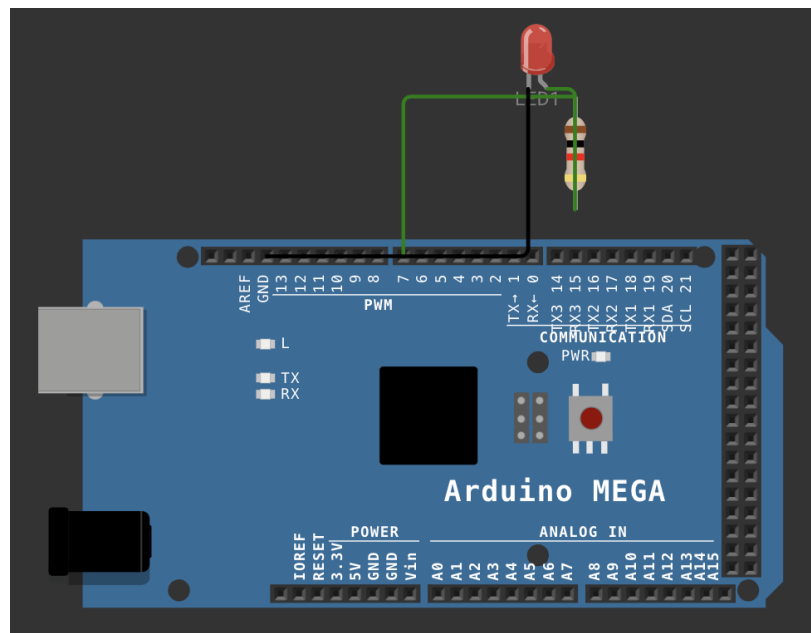 LED1
AREF
GND
13
12
11
10
9
8
7
6
5
4
3
2
TX→ 1
RX← 0
TX3 14
RX3 15
TX2 16
RX2 17
TX1 18
RX1 19
SDA 20
SCL 21
PWM
COMMUNICATION
L
PWR
TX
RX
Arduino MEGA
POWER
ANALOG IN
IOREF
RESET
3.3V
5V
GND
GND
Vin
A0
A1
A2
A3
A4
A5
A6
A7
A8
A9
A10
A11
A12
A13
A14
A15